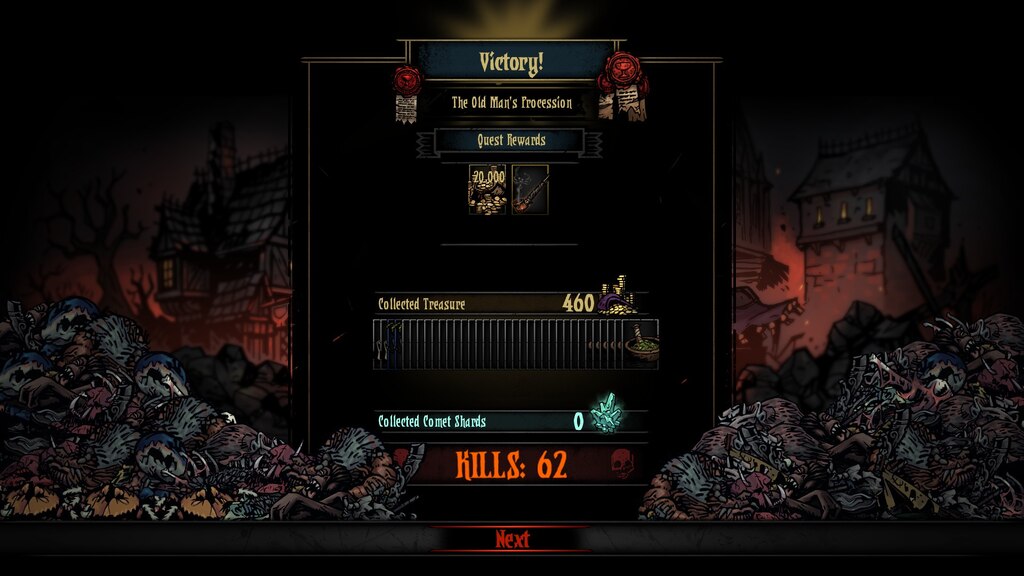 Victory!
The Old Man's Procession
Quest Rewards
20,000
Collected Treasure 460
Collected Comet Shards 0
KILLS: 62
Next